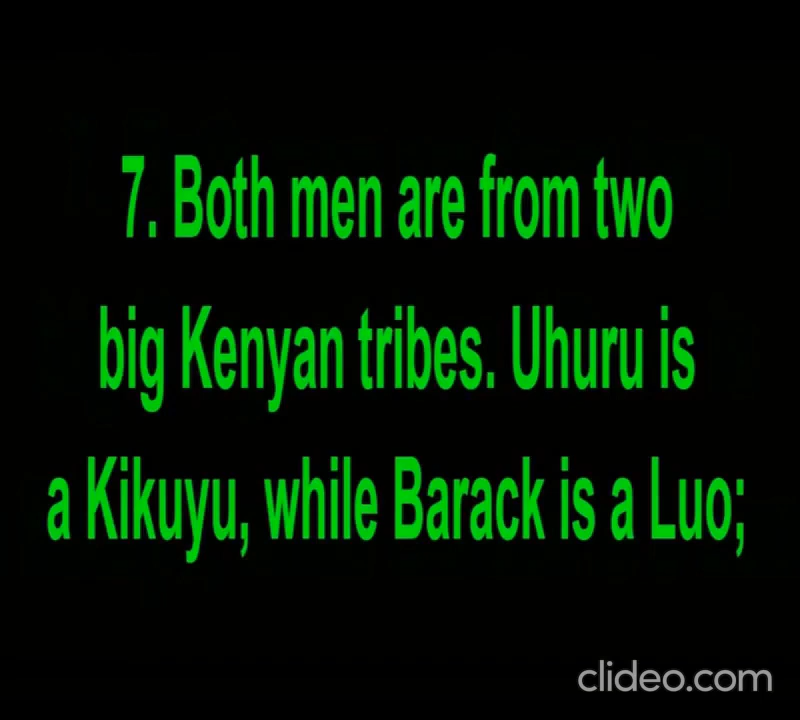 7. Both men are from two
big Kenyan tribes. Uhuru is
a Kikuyu, while Barack is a Luo;
clideo.com